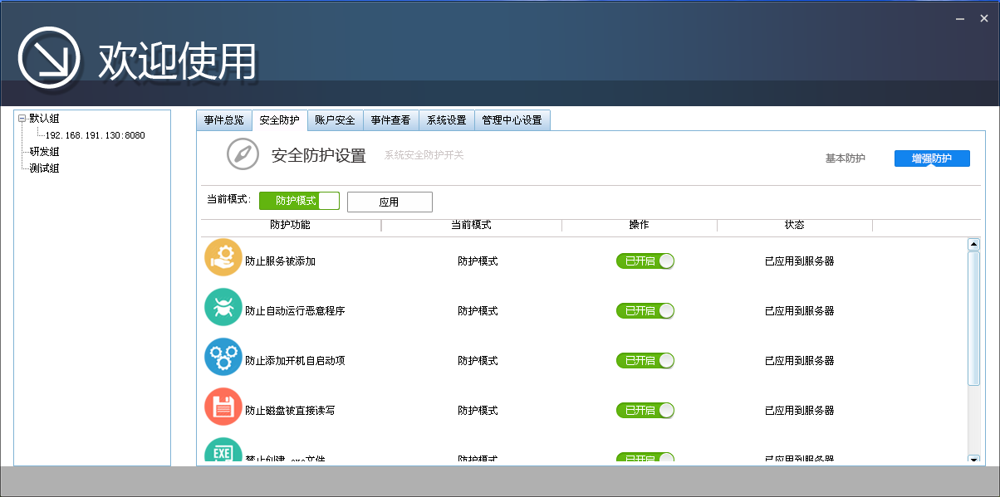 欢迎使用
默认组
192.168.191.130:8080
研发组
测试组
事件总览 安全防护 账户安全 事件查看 系统设置 管理中心设置
安全防护设置 系统安全防护开关 基本防护 增强防护
当前模式: 防护模式 应用
防护功能 当前模式 操作 状态
防止服务被添加 防护模式 已开启 已应用到服务器
防止自动运行恶意程序 防护模式 已开启 已应用到服务器
防止添加开机自启动项 防护模式 已开启 已应用到服务器
防止磁盘被直接读写 防护模式 已开启 已应用到服务器
EXE 禁止创建.exe文件 防护模式 已开启 已应用到服务器